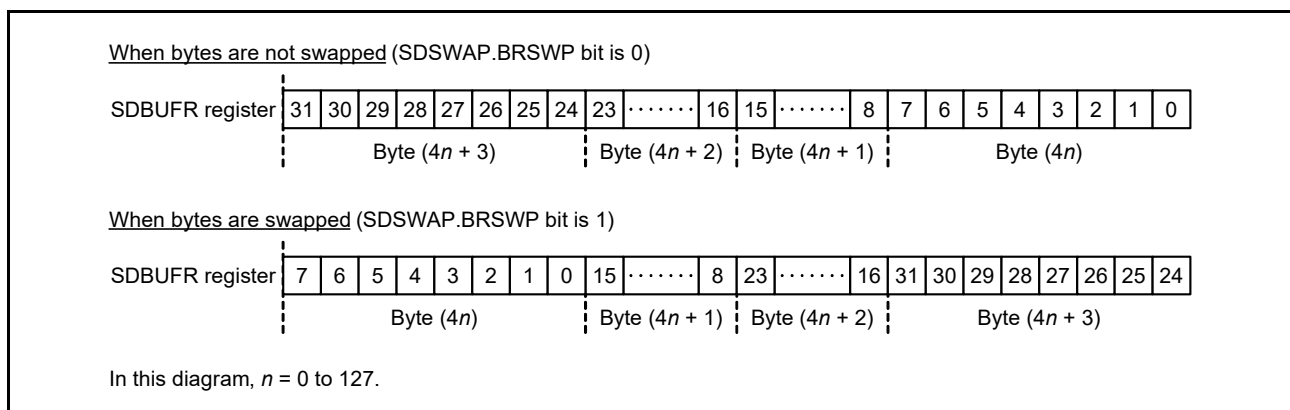 When bytes are not swapped (SDSWAP.BRSWP bit is 0)
SDBUFR register 31 30 29 28 27 26 25 24 23 ······· 16 15 ······· 8 7 6 5 4 3 2 1 0
Byte (4n + 3) Byte (4n + 2) Byte (4n + 1) Byte (4n)
When bytes are swapped (SDSWAP.BRSWP bit is 1)
SDBUFR register 7 6 5 4 3 2 1 0 15 ······· 8 23 ······· 16 31 30 29 28 27 26 25 24
Byte (4n) Byte (4n + 1) Byte (4n + 2) Byte (4n + 3)
In this diagram, n = 0 to 127.